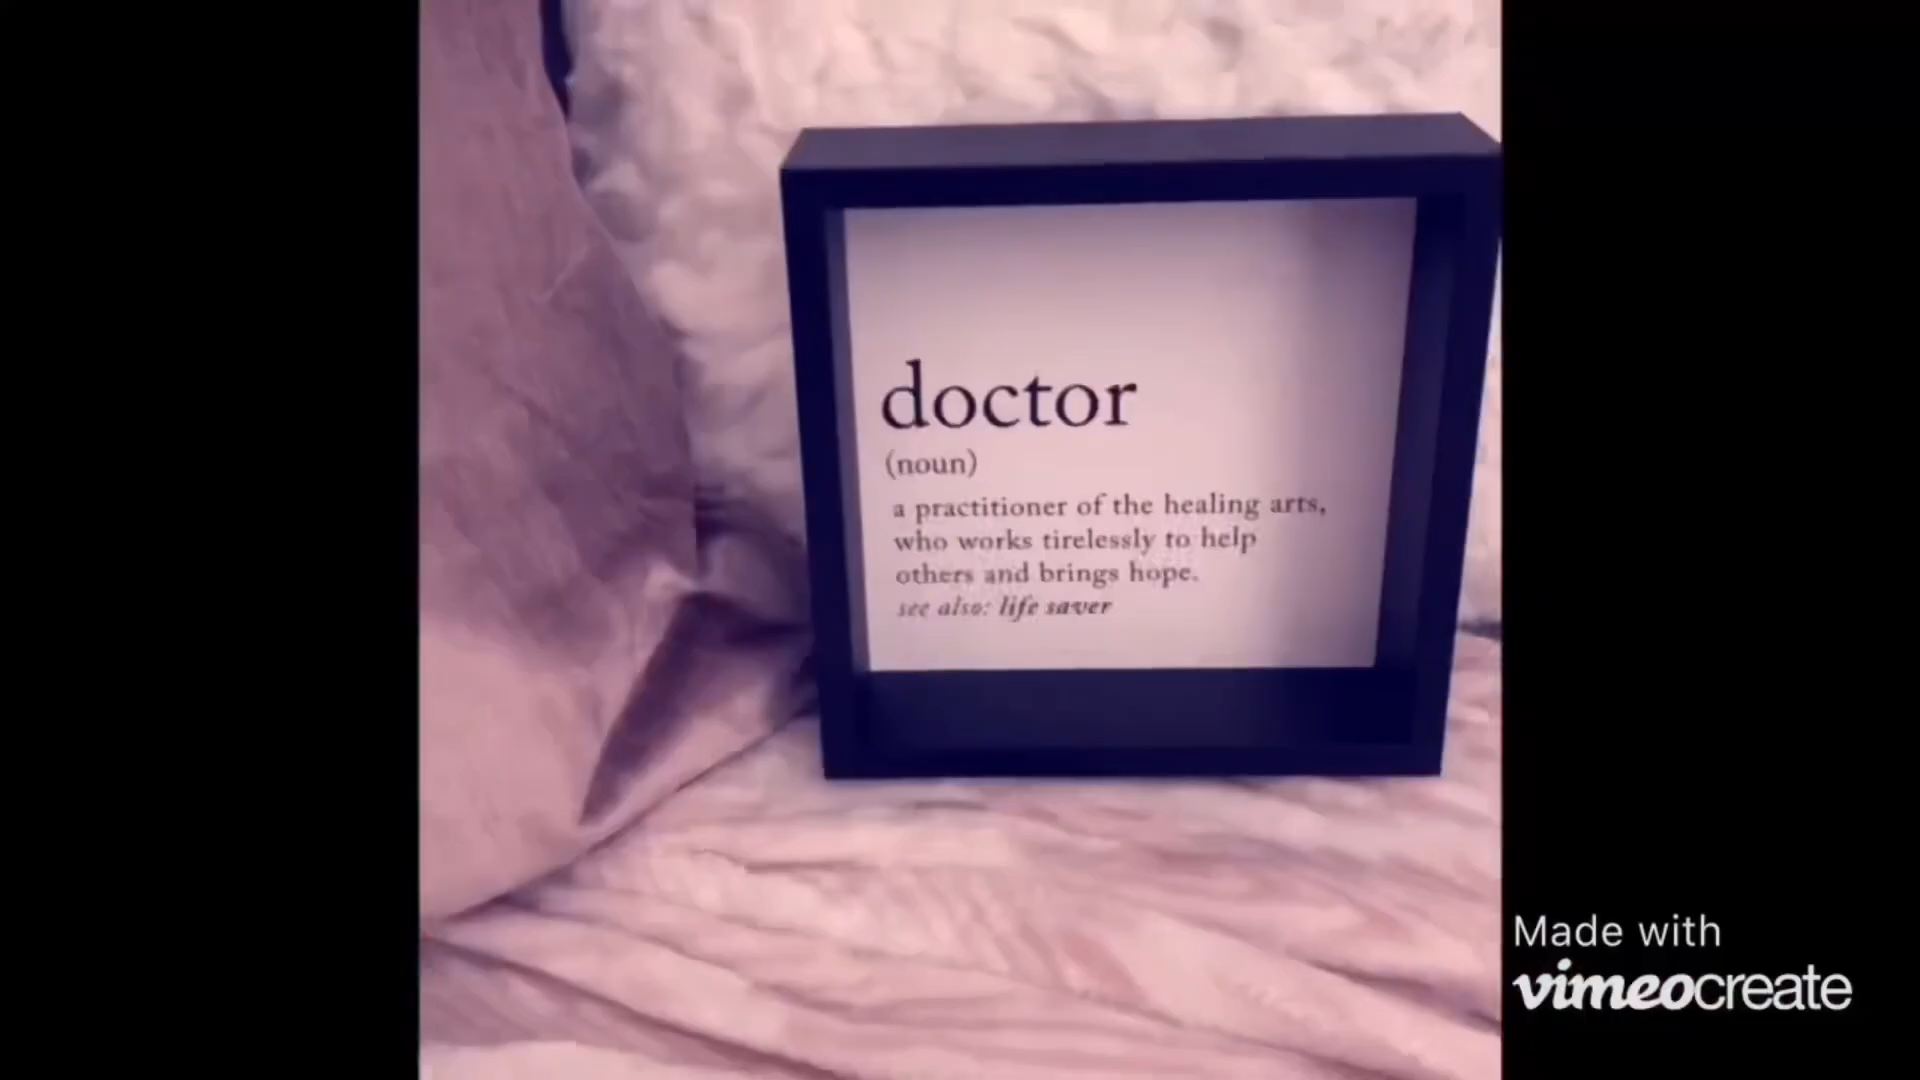 doctor
(noun)
a practitioner of the healing arts,
who works tirelessly to help
others and brings hope.
see also: life saver
Made with
vimeocreate